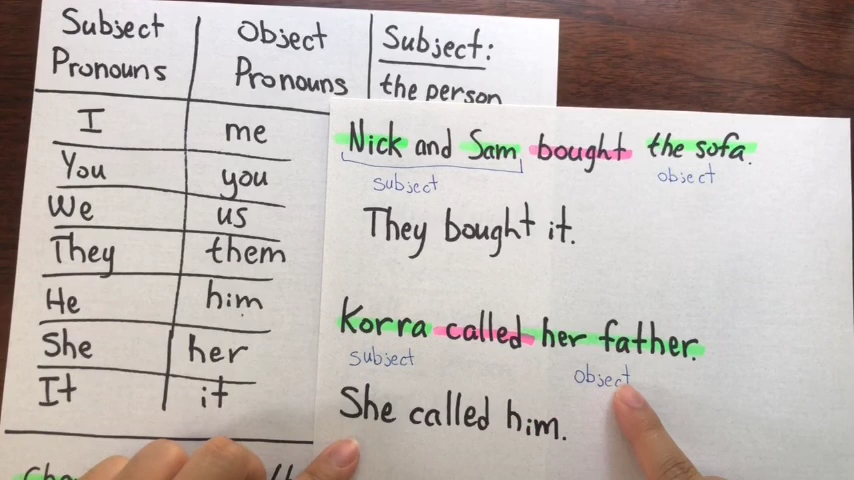 Subject Pronouns
Object Pronouns
Subject:
the person
I me
You you
We us
They them
He him
She her
It it
Nick and Sam bought the sofa.
subject object
They bought it.
Korra called her father.
subject object
She called him.